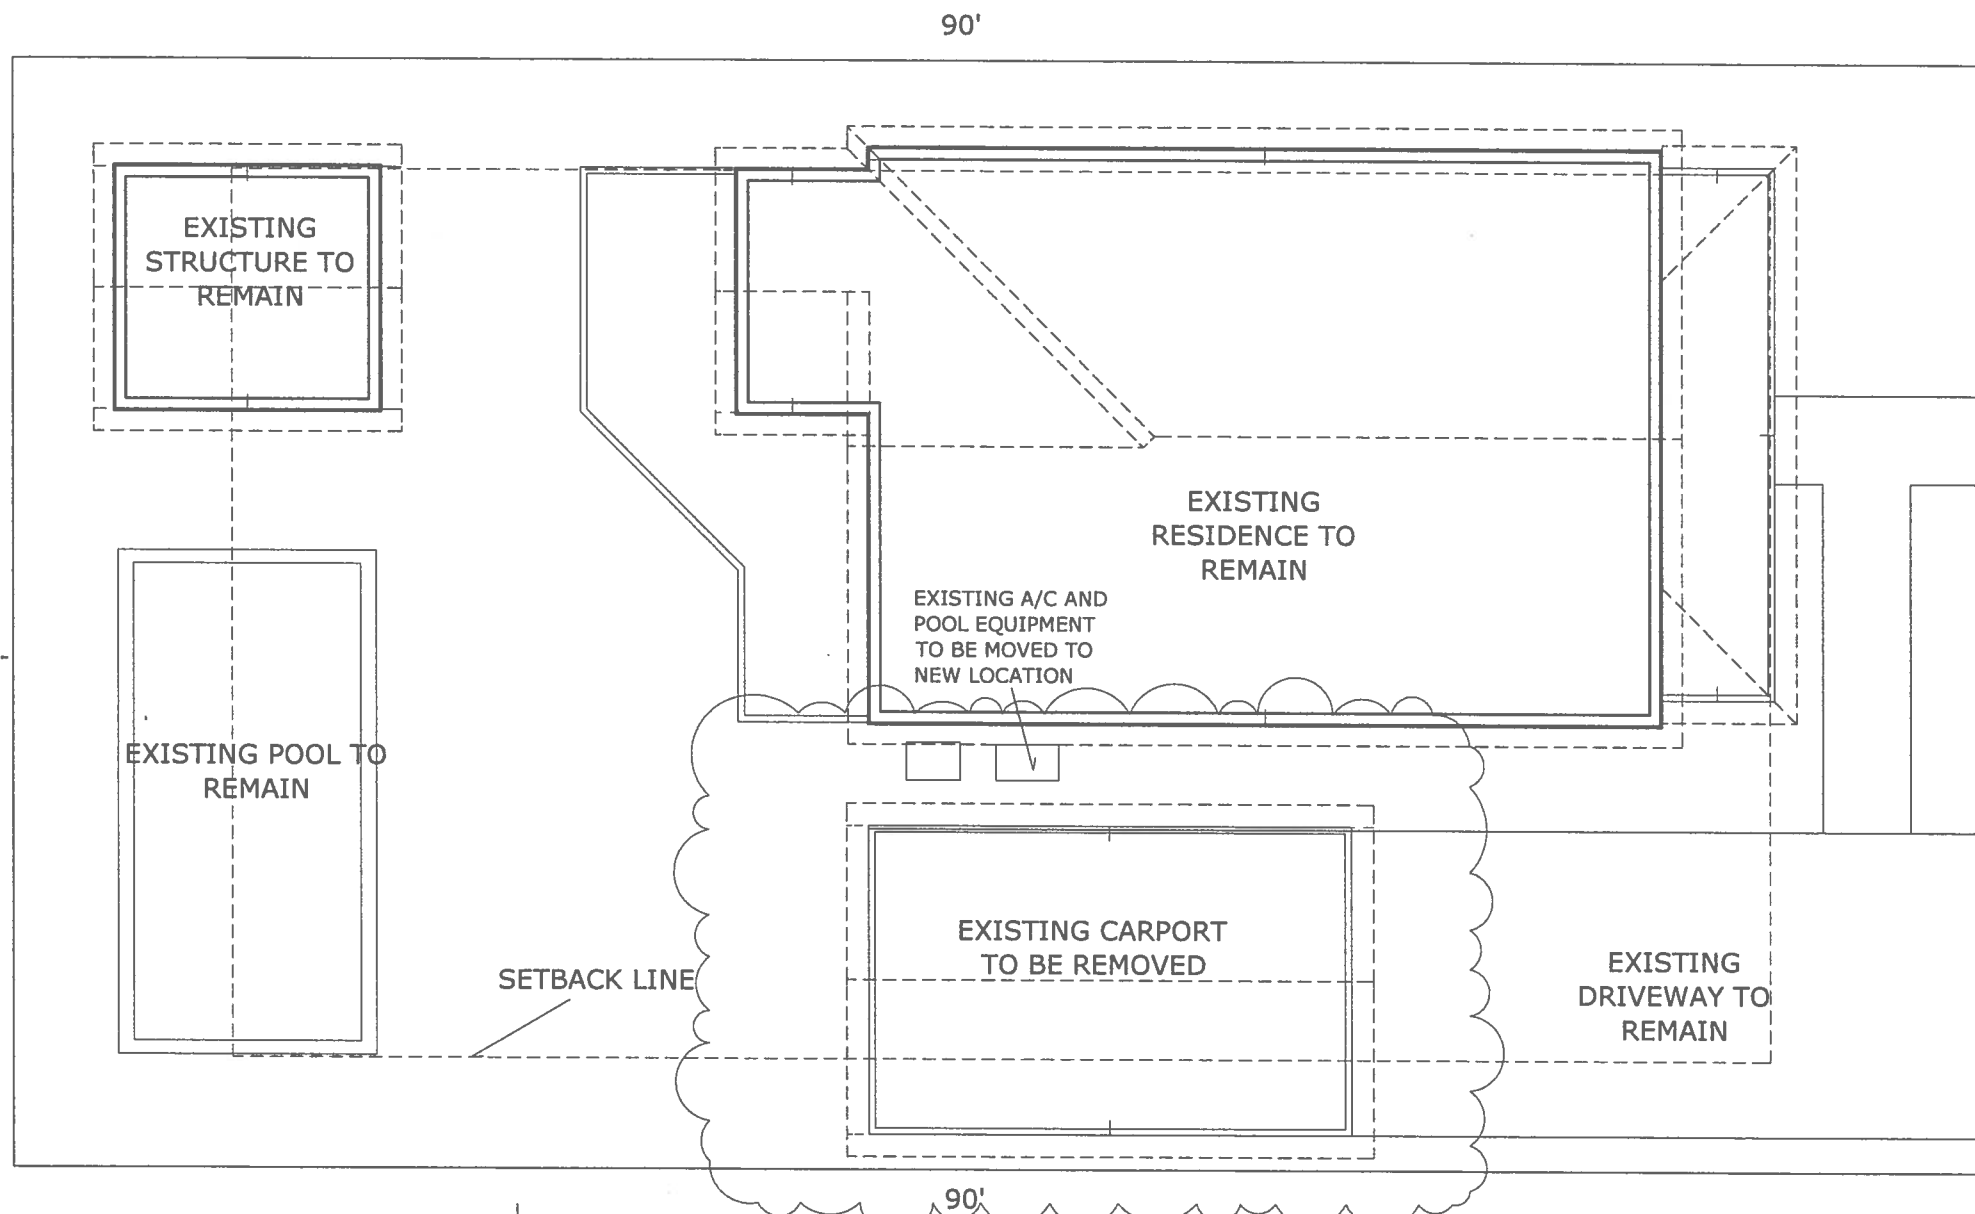 90'
EXISTING
STRUCTURE TO
REMAIN
EXISTING
RESIDENCE TO
REMAIN
EXISTING A/C AND
POOL EQUIPMENT
TO BE MOVED TO
NEW LOCATION
EXISTING POOL TO
REMAIN
EXISTING CARPORT
TO BE REMOVED
SETBACK LINE
EXISTING
DRIVEWAY TO
REMAIN
90'